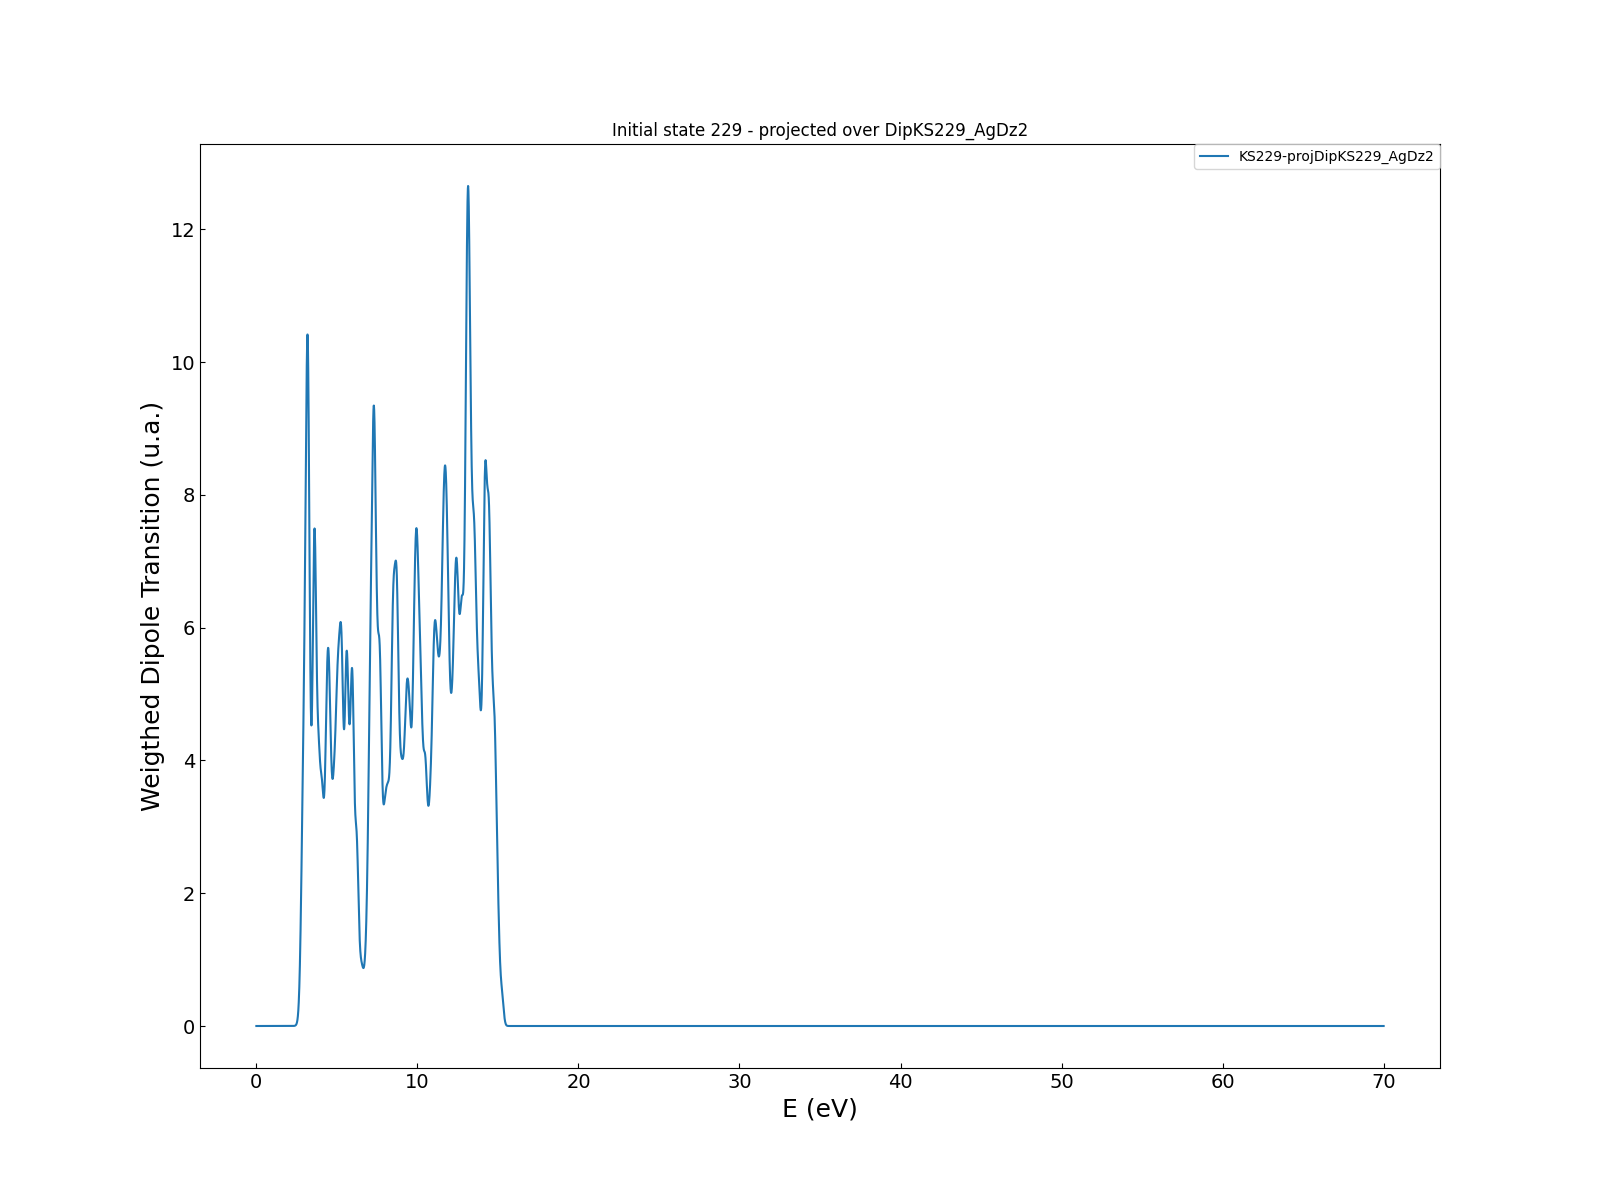 Initial state 229 - projected over DipKS229_AgDz2
KS229-projDipKS229_AgDz2
Weigthed Dipole Transition (u.a.)
12
10
8
6
4
2
0
0 10 20 30 40 50 60 70
E (eV)